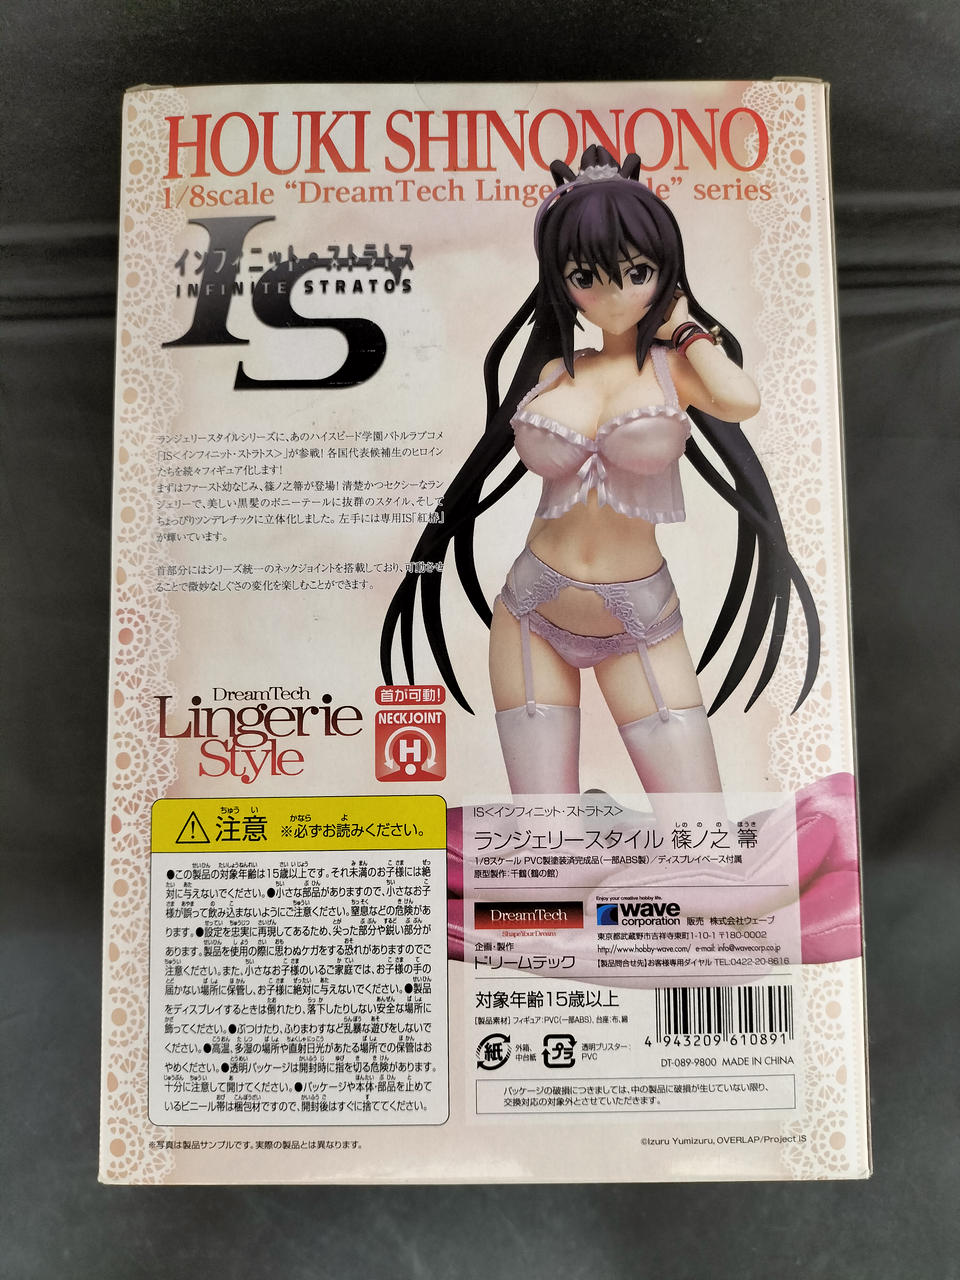 HOUKI SHINONONO
1/8scale “DreamTech Linge le” series
インフィニット・ストラトス
INFINITE STRATOS
IS
ランジェリースタイルシリーズに、あのハイスピード学園バトルラブコメ
「IS<インフィニット・ストラトス>」が参戦!各国代表候補生のヒロイン
たちを続々フィギュア化します!
まずはファースト幼なじみ、篠ノ之箒が登場!清楚かつセクシーなラン
ジェリーで、美しい黒髪のポニーテールに抜群のスタイル、そして
ちょっぴりツンデレチックに立体化しました。左手には専用IS「紅椿」
が輝いています。
首部分にはシリーズ統一のネックジョイントを搭載しており、可動させ
ることで微妙なしぐさの変化を楽しむことができます。
DreamTech
Lingerie
Style
首が可動!
NECK JOINT
H
注意 ※必ずお読みください。
●この製品の対象年齢は15歳以上です。それ未満のお子様には絶
対に与えないでください。●小さな部品がありますので、小さなお子
様が誤って飲み込まないようにご注意ください。窒息などの危険があ
ります。●設定を忠実に再現してあるため、尖った部分や鋭い部分が
あります。製品を使用の際に思わぬケガをする恐れがありますのでご
注意ください。また、小さなお子様のいるご家庭では、お子様の手の
届かない場所に保管し、お子様に絶対に与えないでください。●製品
をディスプレイするときは倒れたり、落下したりしない安全な場所に
飾ってください。●ぶつけたり、ふりまわすなど乱暴な遊びをしないで
ください。●高温、多湿の場所や直射日光があたる場所での保管はお
やめください。●透明パッケージは開封時に指を切る危険があります。
十分に注意して開けてください。●パッケージや本体・部品を止めて
いるビニール帯は梱包材ですので、開封後はすぐに捨ててください。
※写真は製品サンプルです。実際の製品とは異なります。
IS<インフィニット・ストラトス>
しの の の ほうき
ランジェリースタイル 篠ノ之 箒
1/8スケール PVC製塗装済完成品(一部ABS製)/ディスプレイベース付属
原型製作:千鶴(鶴の館)
DreamTech
ShapeYourDreams
企画・製作
ドリームテック
Enjoy your creative hobby life.
wave corporation 販売 株式会社ウェーブ
東京都武蔵野市吉祥寺東町1-10-1 〒180-0002
http://www.hobby-wave.com/ e-mail: info@wavecorp.co.jp
【製品問合せ先】お客様専用ダイヤル TEL:0422-20-8616
対象年齢15歳以上
[製品素材] フィギュア:PVC(一部ABS)、台座:布、綿
紙 外箱、中台紙
プラ 透明ブリスター:PVC
4 943209 610891
DT-089-9800 MADE IN CHINA
パッケージの破損につきましては、中の製品に破損が生じていない限り、
交換対応の対象外とさせていただきます。
©Izuru Yumizuru, OVERLAP/Project IS